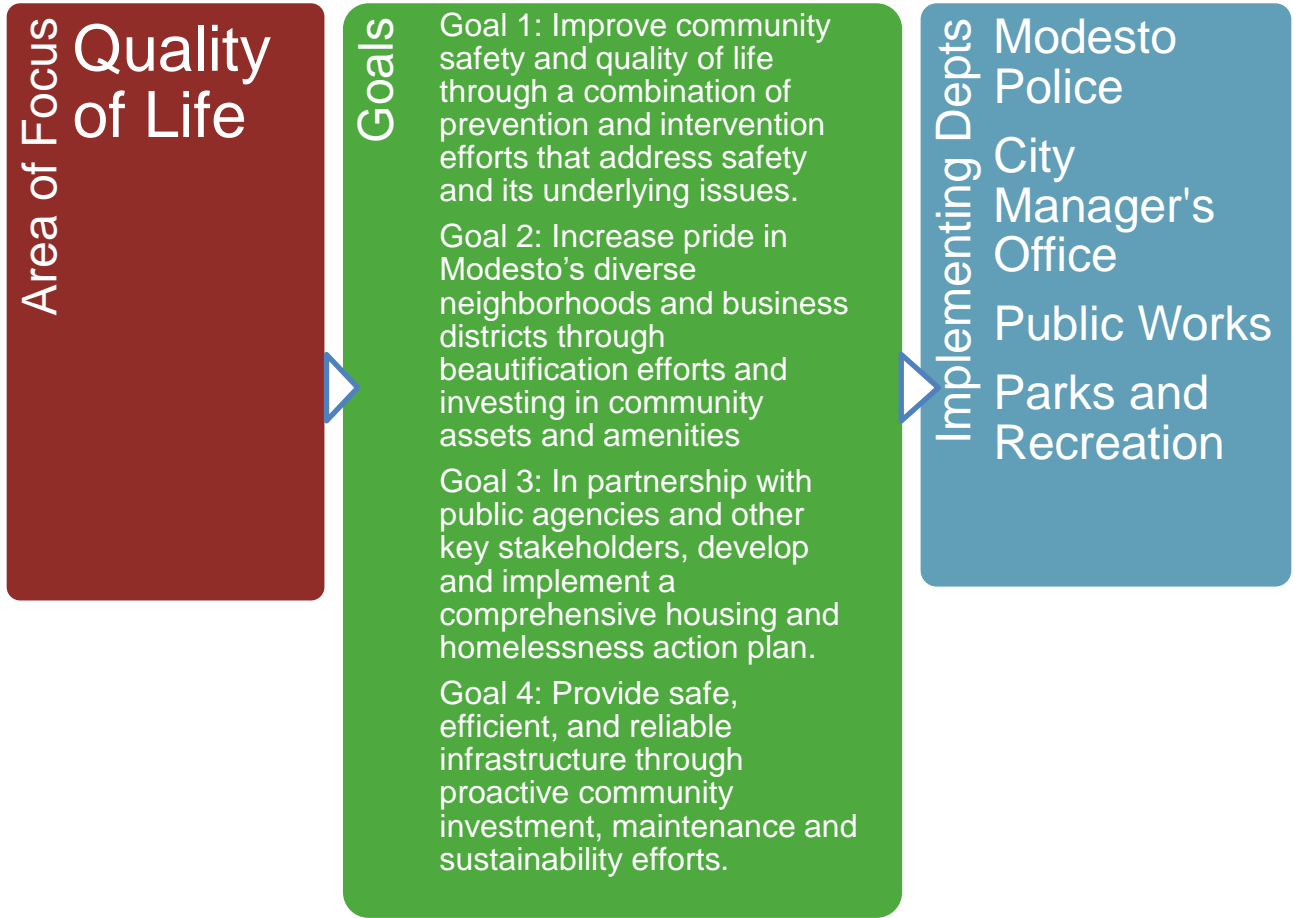 Area of Focus
Quality
of Life
Goals
Goal 1: Improve community
safety and quality of life
through a combination of
prevention and intervention
efforts that address safety
and its underlying issues.
Goal 2: Increase pride in
Modesto’s diverse
neighborhoods and business
districts through
beautification efforts and
investing in community
assets and amenities
Goal 3: In partnership with
public agencies and other
key stakeholders, develop
and implement a
comprehensive housing and
homelessness action plan.
Goal 4: Provide safe,
efficient, and reliable
infrastructure through
proactive community
investment, maintenance and
sustainability efforts.
Implementing Depts
Modesto
Police
City
Manager's
Office
Public Works
Parks and
Recreation